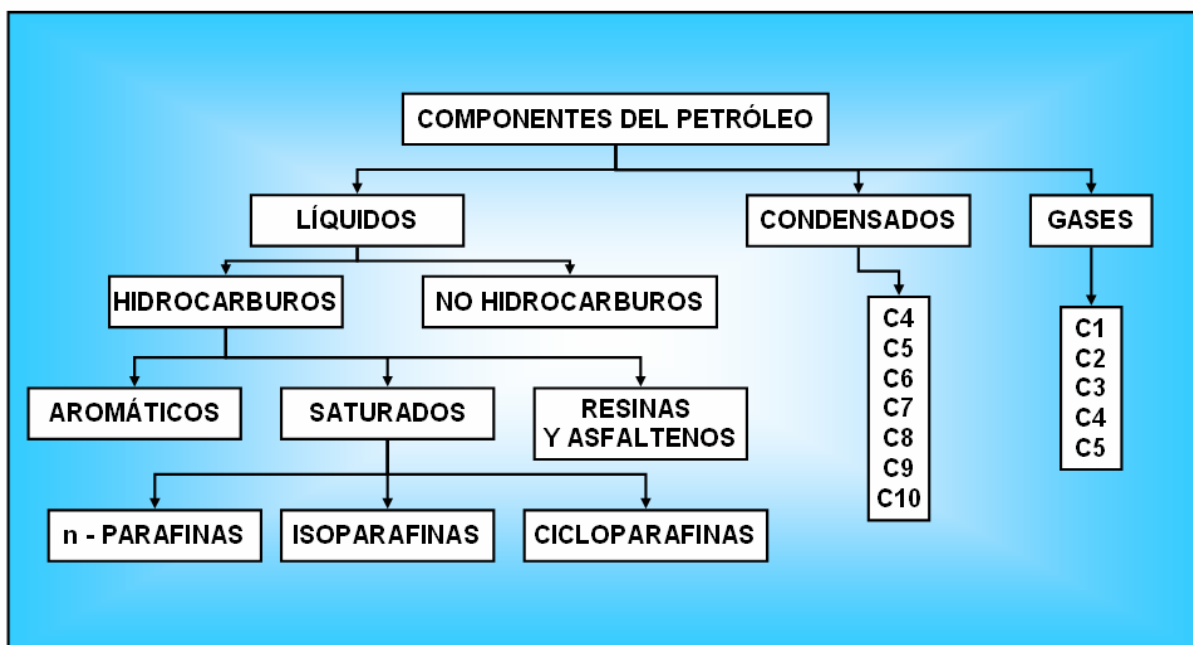 COMPONENTES DEL PETRÓLEO
LÍQUIDOS
CONDENSADOS
GASES
HIDROCARBUROS
NO HIDROCARBUROS
C4
C5
C6
C7
C8
C9
C10
C1
C2
C3
C4
C5
AROMÁTICOS
SATURADOS
RESINAS
Y ASFALTENOS
n - PARAFINAS
ISOPARAFINAS
CICLOPARAFINAS